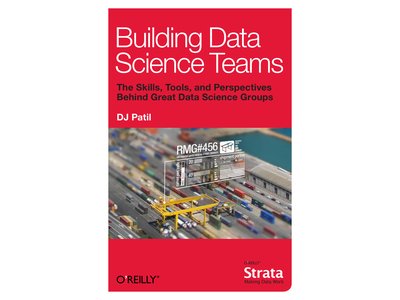 Building Data
Science Teams
The Skills, Tools, and Perspectives
Behind Great Data Science Groups
DJ Patil
RMG#456
O'REILLY®
O'REILLY®
Strata
Making Data Work